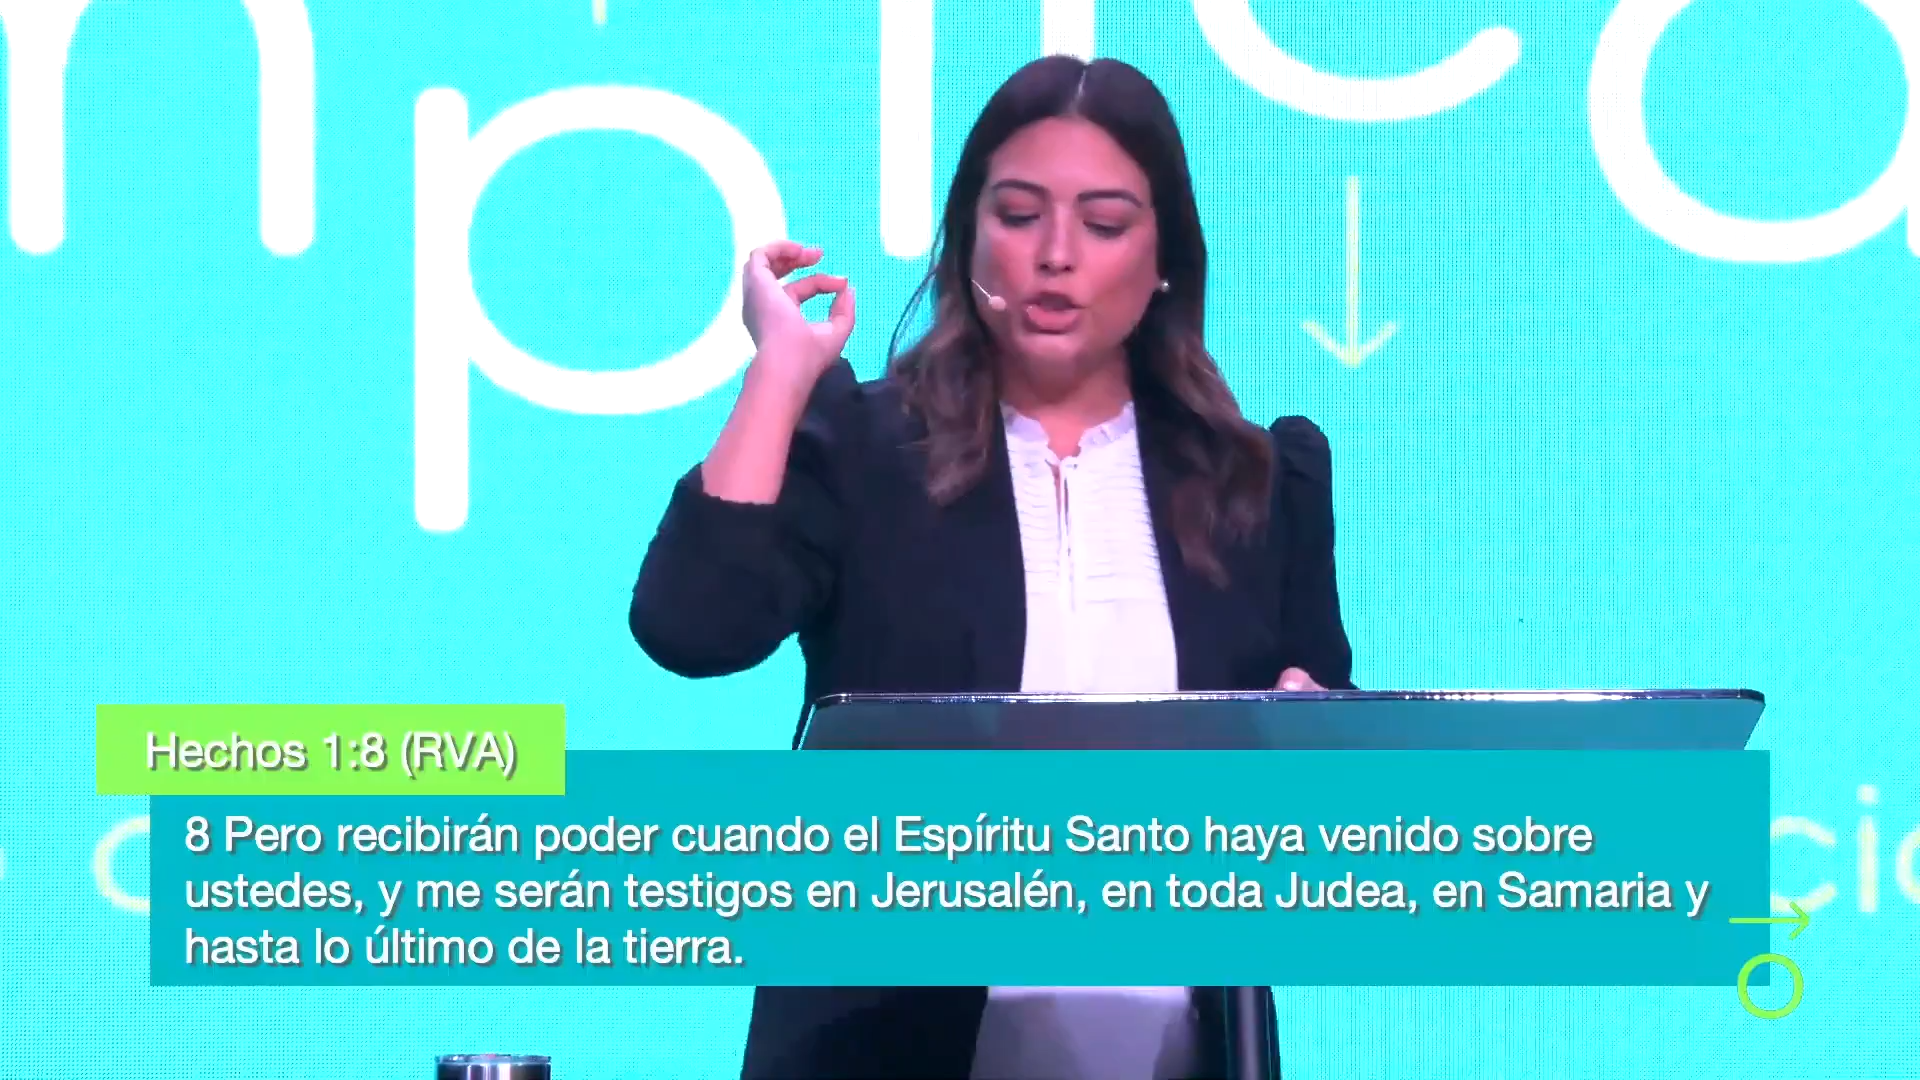 Hechos 1:8 (RVA)
8 Pero recibirán poder cuando el Espíritu Santo haya venido sobre
ustedes, y me serán testigos en Jerusalén, en toda Judea, en Samaria y
hasta lo último de la tierra.